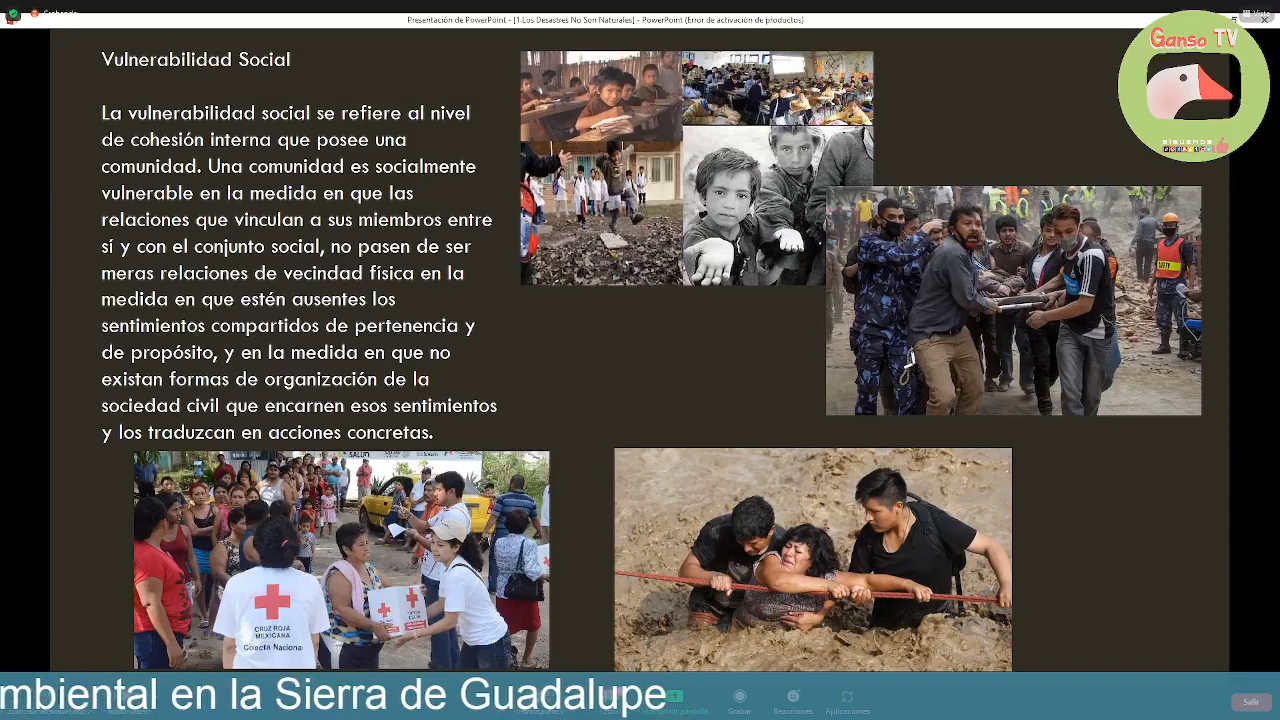 Grabando
Presentación de PowerPoint - [1.Los Desastres No Son Naturales] - PowerPoint (Error de activación de productos)
Vista
Ganso TV
SIGUENOS
Vulnerabilidad Social
La vulnerabilidad social se refiere al nivel
de cohesión interna que posee una
comunidad. Una comunidad es socialmente
vulnerable en la medida en que las
relaciones que vinculan a sus miembros entre
sí y con el conjunto social, no pasen de ser
meras relaciones de vecindad física en la
medida en que estén ausentes los
sentimientos compartidos de pertenencia y
de propósito, y en la medida en que no
existan formas de organización de la
sociedad civil que encarnen esos sentimientos
y los traduzcan en acciones concretas.
SAFETY
SALUD
CRUZ ROJA
MEXICANA
Colecta Nacional
mbiental en la Sierra de Guadalupe
Grabar
Reacciones
Aplicaciones
Salir